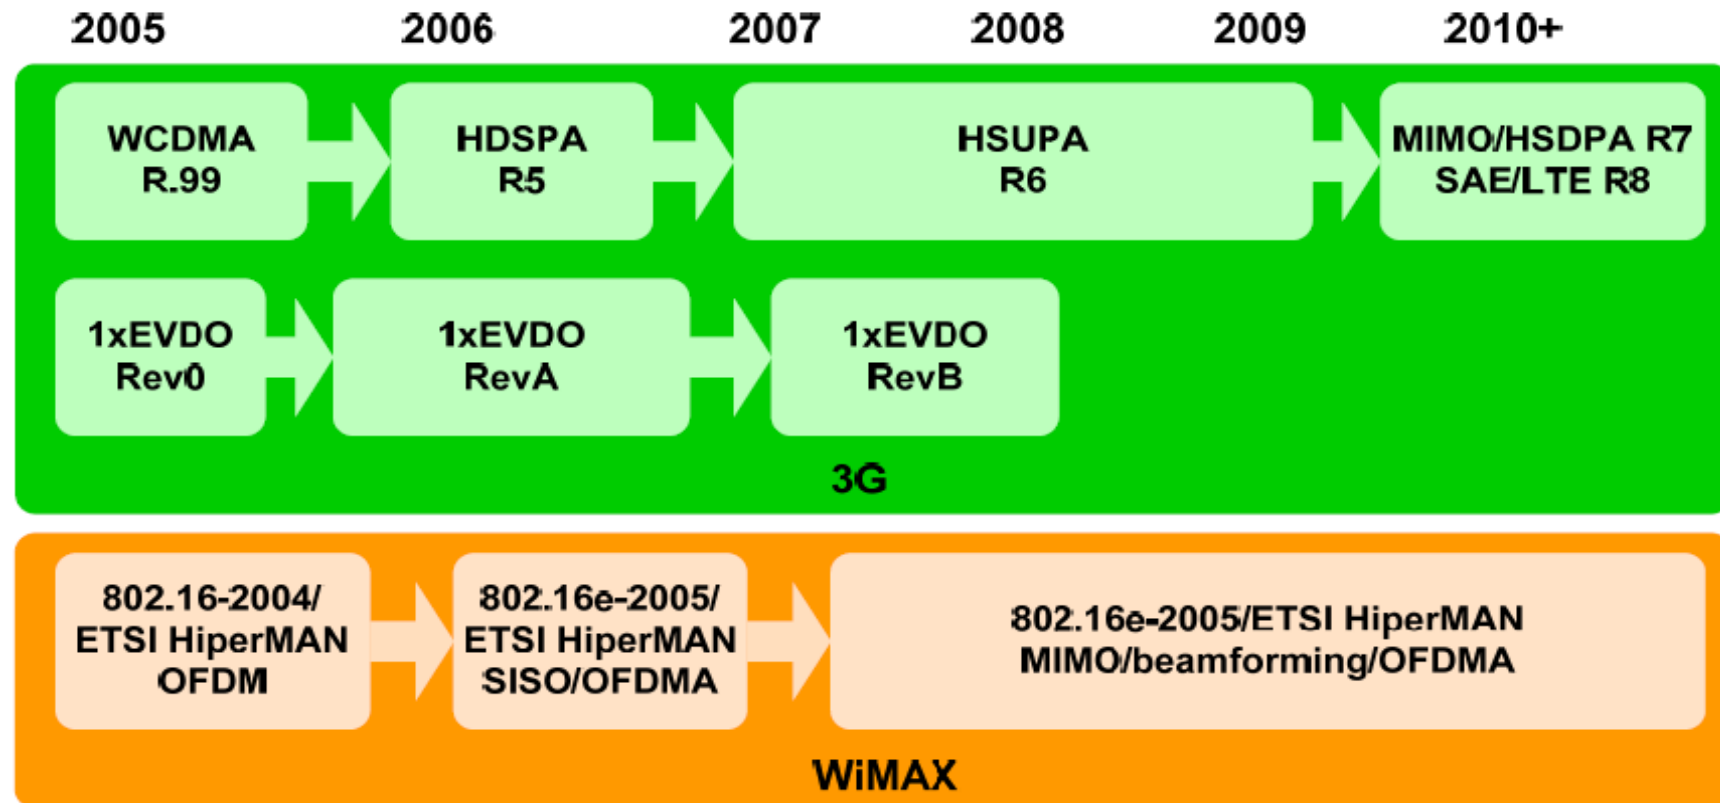 2005 2006 2007 2008 2009 2010+
WCDMA
R.99
HDSPA
R5
HSUPA
R6
MIMO/HSDPA R7
SAE/LTE R8
1xEVDO
Rev0
1xEVDO
RevA
1xEVDO
RevB
3G
802.16-2004/
ETSI HiperMAN
OFDM
802.16e-2005/
ETSI HiperMAN
SISO/OFDMA
802.16e-2005/ETSI HiperMAN
MIMO/beamforming/OFDMA
WiMAX